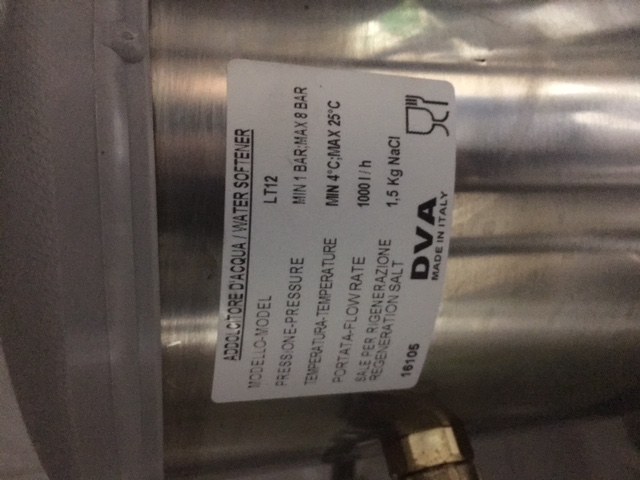 ADDOLCITORE D'ACQUA / WATER SOFTENER
MODELLO-MODEL LT12
PRESSIONE-PRESSURE MIN 1 BAR;MAX 8 BAR
TEMPERATURA-TEMPERATURE MIN 4°C;MAX 25°C
PORTATA-FLOW RATE 1000 l / h
SALE PER RIGENERAZIONE 1,5 Kg NaCl
REGENERATION SALT
16105 DVA
MADE IN ITALY